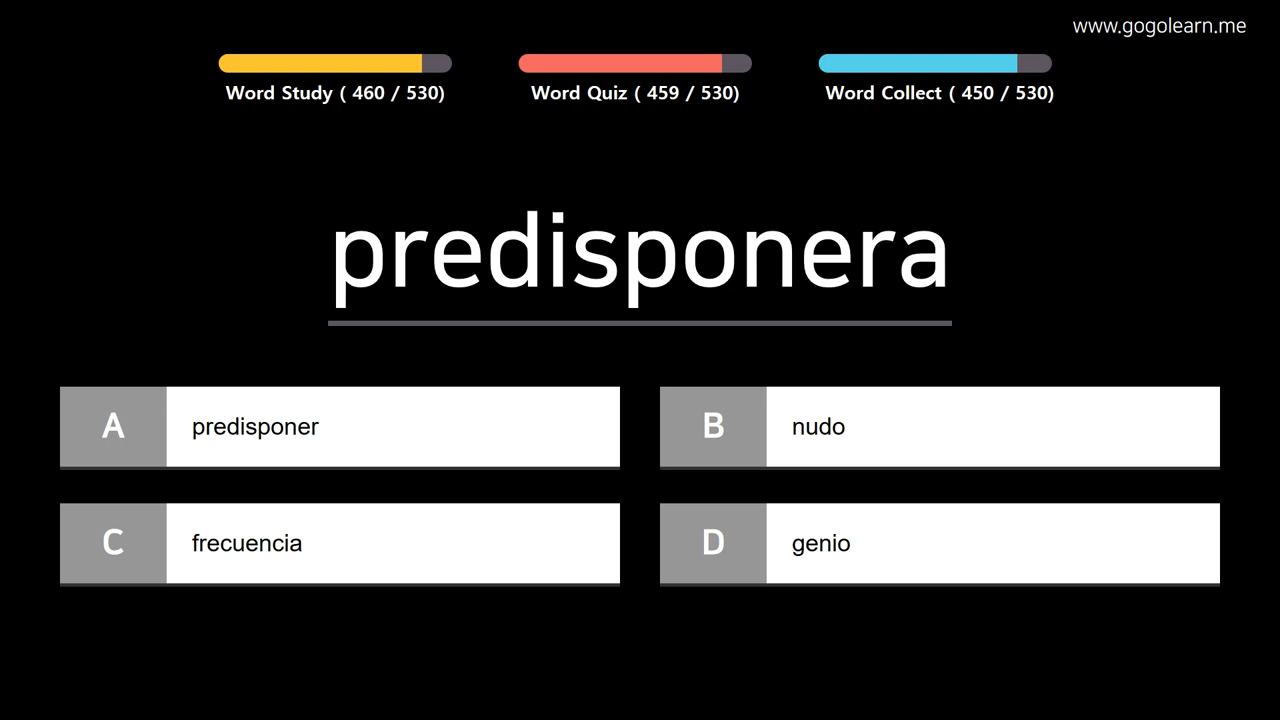 www.gogolearn.me
Word Study ( 460 / 530)
Word Quiz ( 459 / 530)
Word Collect ( 450 / 530)
predisponera
A predisponer
B nudo
C frecuencia
D genio